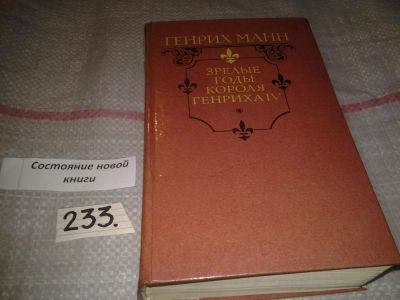 ГЕНРИХ МАНН
ЗРЕЛЫЕ
ГОДЫ
КОРОЛЯ
ГЕНРИХА IV
Состояние новой
книги
233.